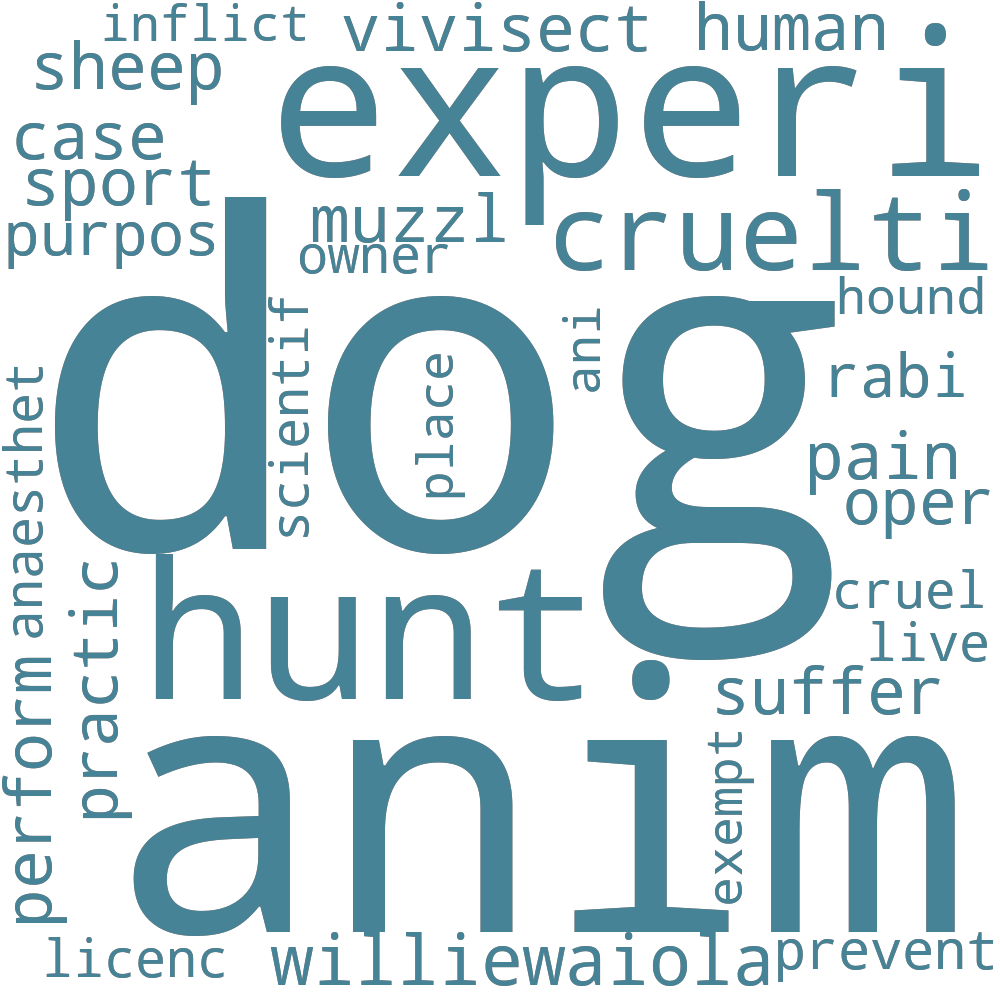 inflict
vivisect
human
sheep
experi
case
sport
purpos
muzzl
owner
cruelti
hound
dog
scientif
place
ani
rabi
pain
oper
anaesthet
practic
hunt
cruel
live
suffer
perform
anim
exempt
licenc
williewaiola
prevent